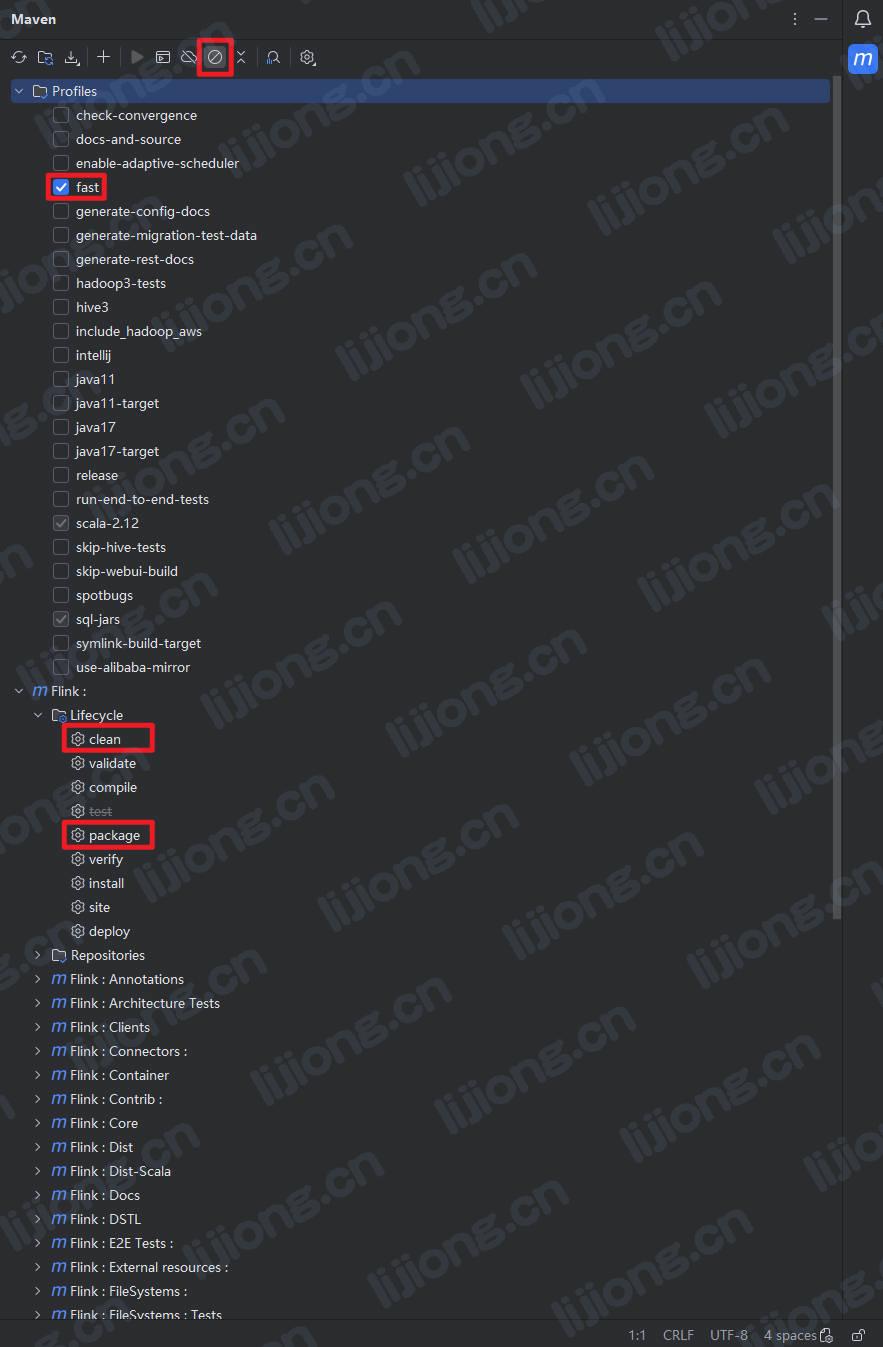 Maven
Profiles
check-convergence
docs-and-source
enable-adaptive-scheduler
fast
generate-config-docs
generate-migration-test-data
generate-rest-docs
hadoop3-tests
hive3
include_hadoop_aws
intellij
java11
java11-target
java17
java17-target
release
run-end-to-end-tests
scala-2.12
skip-hive-tests
skip-webui-build
spotbugs
sql-jars
symlink-build-target
use-alibaba-mirror
m Flink :
Lifecycle
clean
validate
compile
test
package
verify
install
site
deploy
Repositories
m Flink : Annotations
m Flink : Architecture Tests
m Flink : Clients
m Flink : Connectors :
m Flink : Container
m Flink : Contrib :
m Flink : Core
m Flink : Dist
m Flink : Dist-Scala
m Flink : Docs
m Flink : DSTL
m Flink : E2E Tests :
m Flink : External resources :
m Flink : FileSystems :
m Flink : FileSystems : Tests
1:1 CRLF UTF-8 4 spaces
m
lijiong.cn